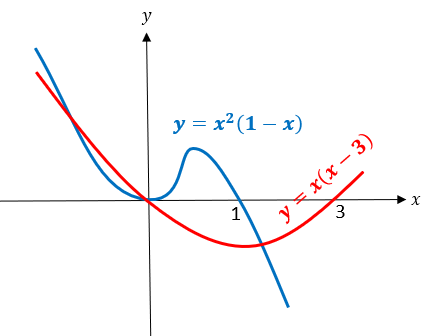 y
y = x²(1 − x)
y = x(x − 3)
x
1
3